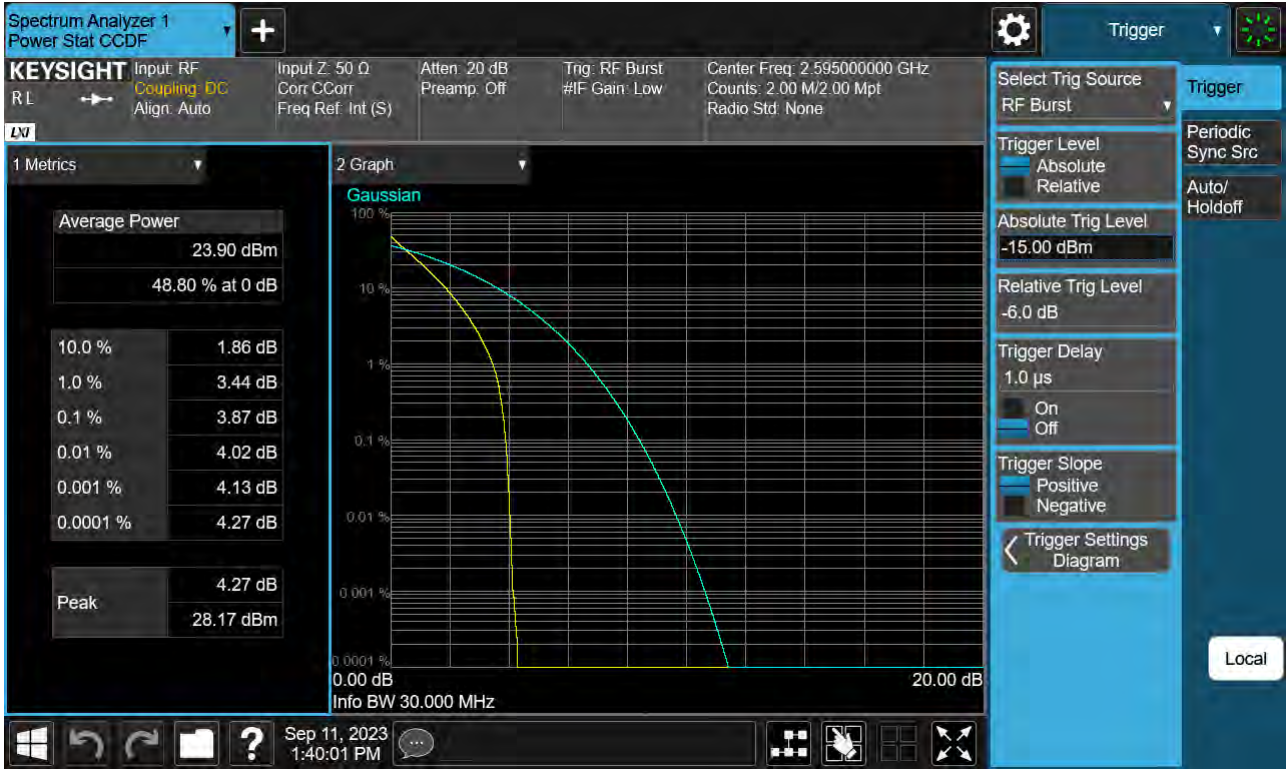 Spectrum Analyzer 1
Power Stat CCDF
+
Trigger
KEYSIGHT
R L
LXI
Input: RF
Coupling: DC
Align: Auto
Input Z: 50 Ω
Corr CCorr
Freq Ref: Int (S)
Atten: 20 dB
Preamp: Off
Trig: RF Burst
#IF Gain: Low
Center Freq: 2.595000000 GHz
Counts: 2.00 M/2.00 Mpt
Radio Std: None
1 Metrics
Average Power
23.90 dBm
48.80 % at 0 dB
10.0 % 1.86 dB
1.0 % 3.44 dB
0.1 % 3.87 dB
0.01 % 4.02 dB
0.001 % 4.13 dB
0.0001 % 4.27 dB
Peak
4.27 dB
28.17 dBm
2 Graph
Gaussian
100 %
10 %
1 %
0.1 %
0.01 %
0.001 %
0.0001 %
0.00 dB 20.00 dB
Info BW 30.000 MHz
Select Trig Source
RF Burst
Trigger Level
Absolute
Relative
Absolute Trig Level
-15.00 dBm
Relative Trig Level
-6.0 dB
Trigger Delay
1.0 µs
On
Off
Trigger Slope
Positive
Negative
Trigger Settings
Diagram
Trigger
Periodic
Sync Src
Auto/
Holdoff
Local
?
Sep 11, 2023
1:40:01 PM